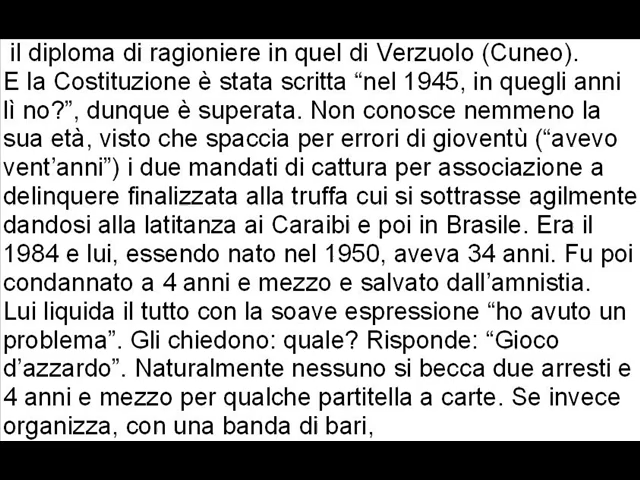 il diploma di ragioniere in quel di Verzuolo (Cuneo).
E la Costituzione è stata scritta “nel 1945, in quegli anni
lì no?”, dunque è superata. Non conosce nemmeno la
sua età, visto che spaccia per errori di gioventù (“avevo
vent’anni”) i due mandati di cattura per associazione a
delinquere finalizzata alla truffa cui si sottrasse agilmente
dandosi alla latitanza ai Caraibi e poi in Brasile. Era il
1984 e lui, essendo nato nel 1950, aveva 34 anni. Fu poi
condannato a 4 anni e mezzo e salvato dall’amnistia.
Lui liquida il tutto con la soave espressione “ho avuto un
problema”. Gli chiedono: quale? Risponde: “Gioco
d’azzardo”. Naturalmente nessuno si becca due arresti e
4 anni e mezzo per qualche partitella a carte. Se invece
organizza, con una banda di bari,